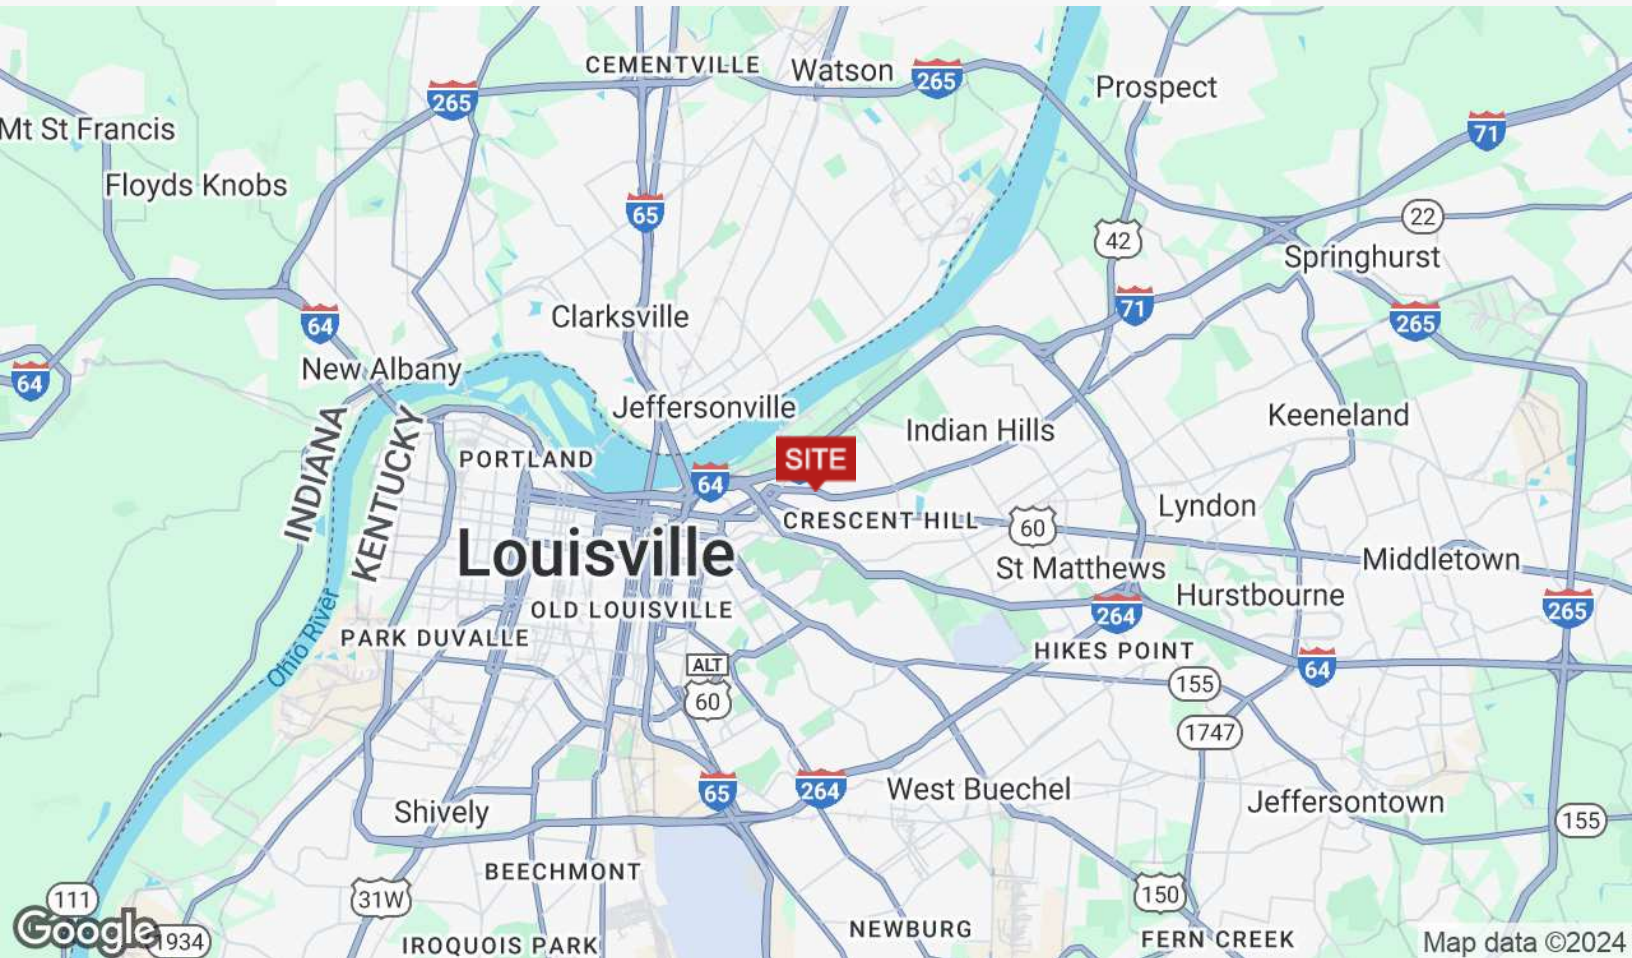 CEMENTVILLE
Watson
265
Prospect
265
71
Mt St Francis
Floyds Knobs
65
22
42
Springhurst
71
Clarksville
64
265
New Albany
64
Jeffersonville
Keeneland
Indian Hills
INDIANA
KENTUCKY
PORTLAND
SITE
64
Lyndon
CRESCENT HILL
60
Louisville
Middletown
St Matthews
Hurstbourne
OLD LOUISVILLE
264
265
Ohio River
PARK DUVALLE
HIKES POINT
ALT
60
64
155
1747
65
264
West Buechel
Shively
Jeffersontown
155
BEECHMONT
111
31W
150
Google
1934
IROQUOIS PARK
NEWBURG
FERN CREEK
Map data ©2024